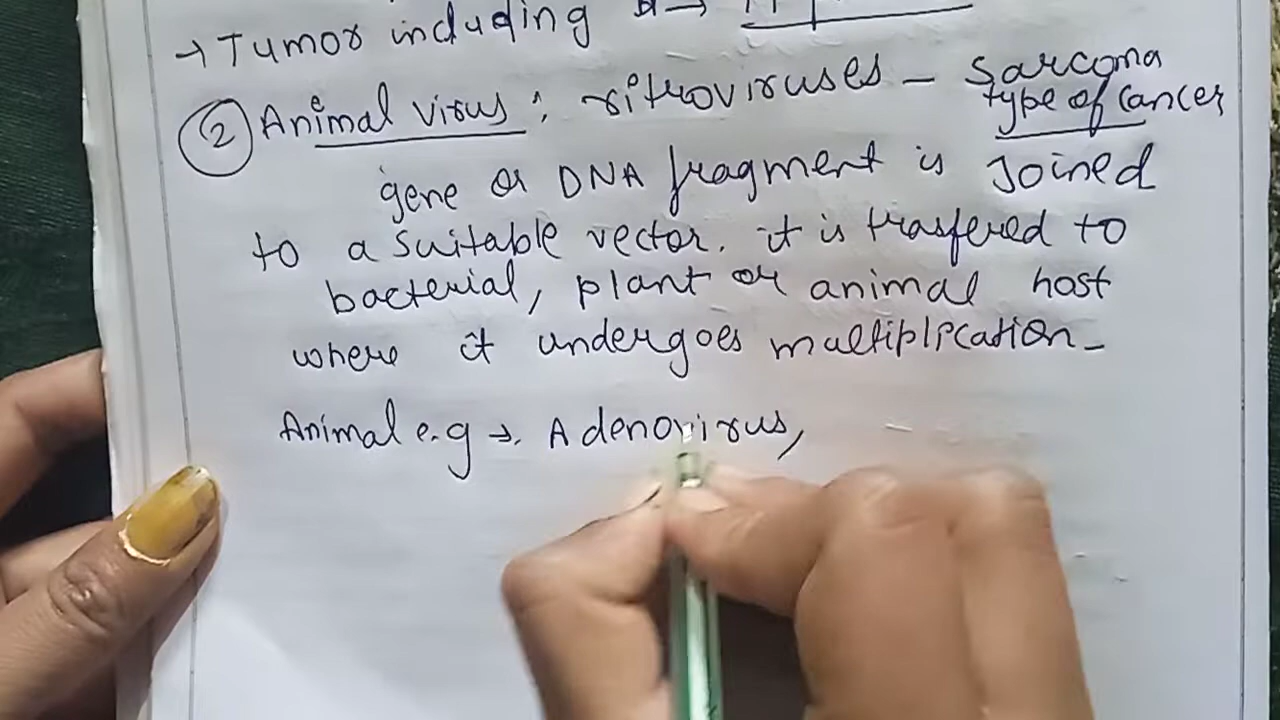 → Tumor including
② Animal virus : ritroviruses – Sarcoma
type of Cancer
gene or DNA fragment is Joined
to a suitable vector. it is trasfered to
bacterial, plant or animal host
where it undergoes multiplication –
Animal e.g →. Adenovirus,